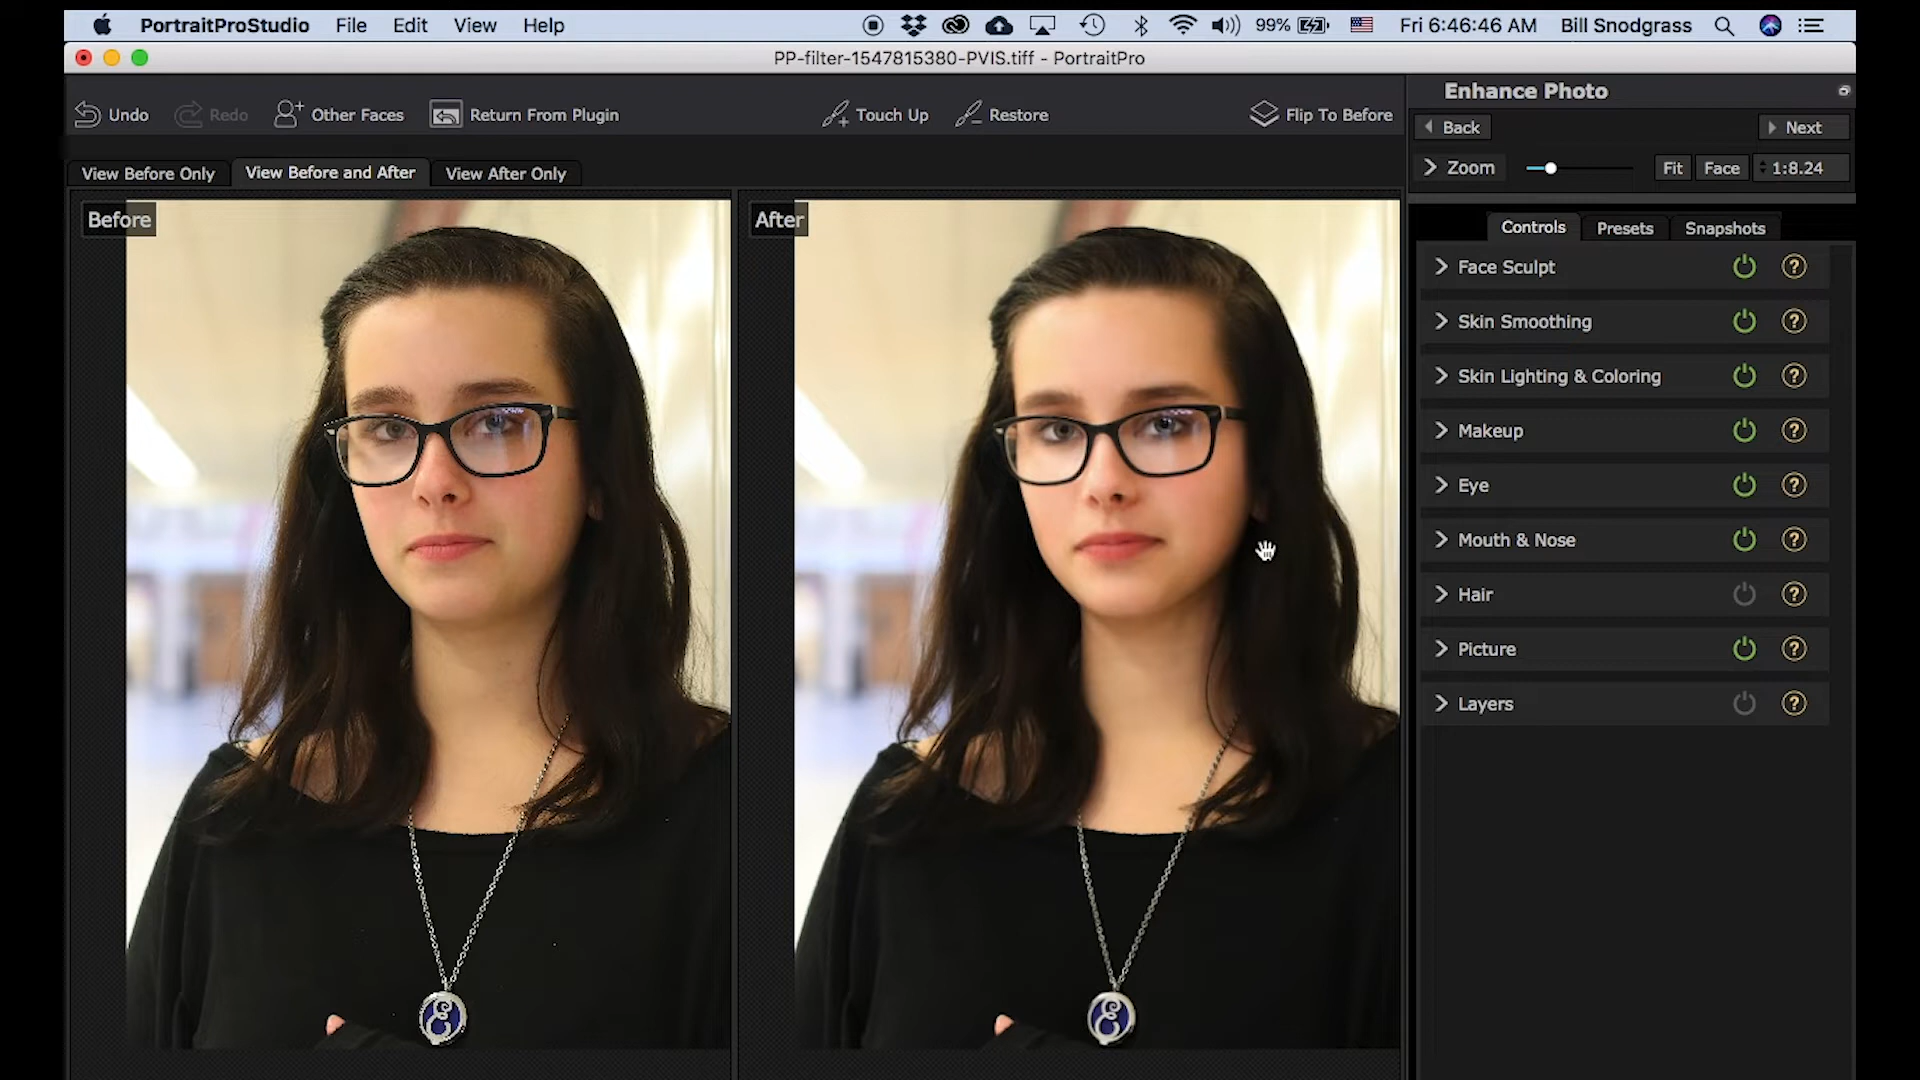 PortraitProStudio File Edit View Help 99% Fri 6:46:46 AM Bill Snodgrass
PP-filter-1547815380-PVIS.tiff - PortraitPro
Undo Redo Other Faces Return From Plugin Touch Up Restore Flip To Before
View Before Only View Before and After View After Only
Before
After
Enhance Photo
Back Next
Zoom Fit Face 1:8.24
Controls Presets Snapshots
Face Sculpt ?
Skin Smoothing ?
Skin Lighting & Coloring ?
Makeup ?
Eye ?
Mouth & Nose ?
Hair ?
Picture ?
Layers ?